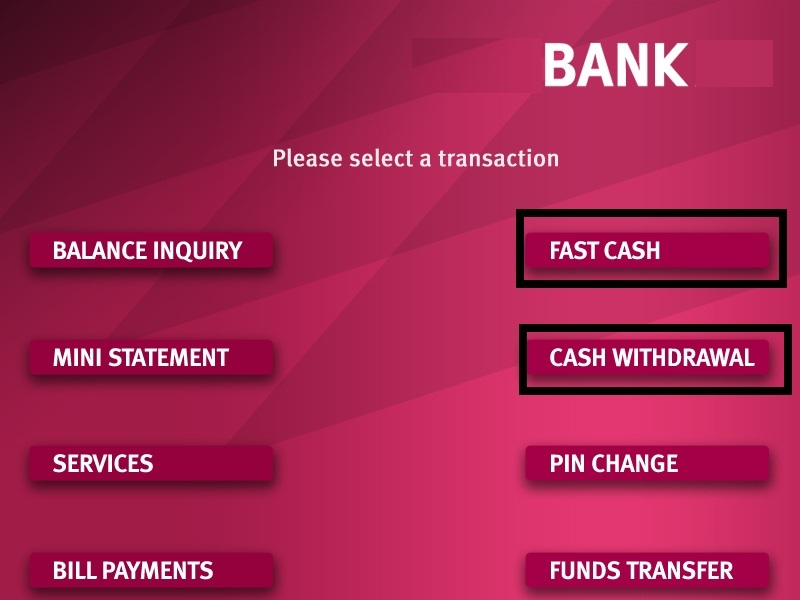 BANK
Please select a transaction
BALANCE INQUIRY
FAST CASH
MINI STATEMENT
CASH WITHDRAWAL
SERVICES
PIN CHANGE
BILL PAYMENTS
FUNDS TRANSFER